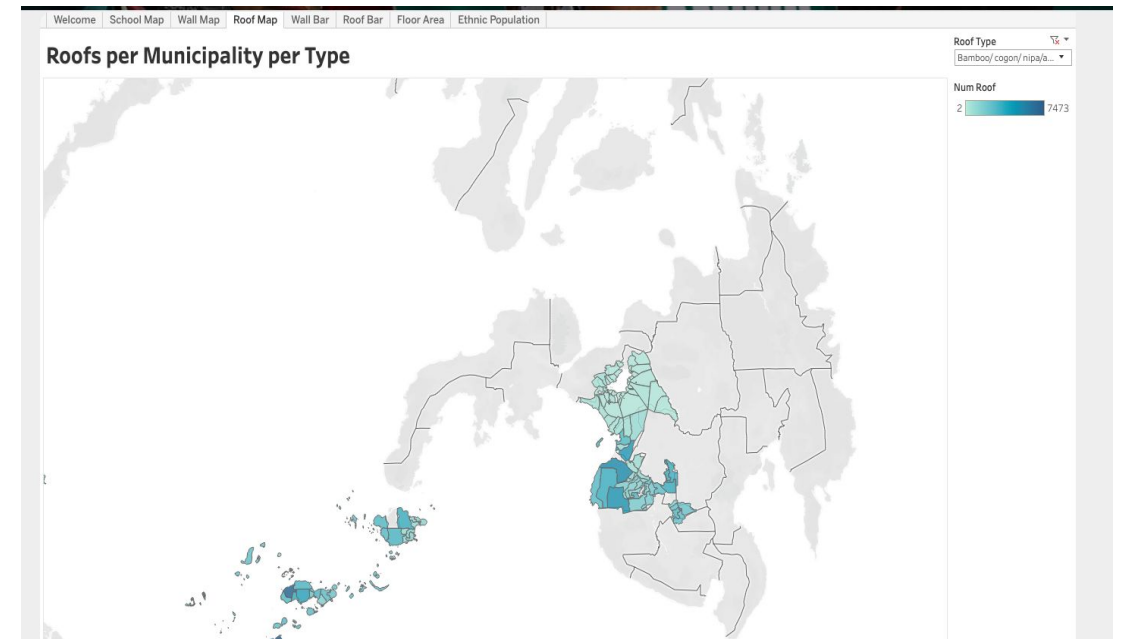 Welcome School Map Wall Map Roof Map Wall Bar Roof Bar Floor Area Ethnic Population
Roofs per Municipality per Type
Roof Type
Bamboo/ cogon/ nipa/a...
Num Roof
2 7473